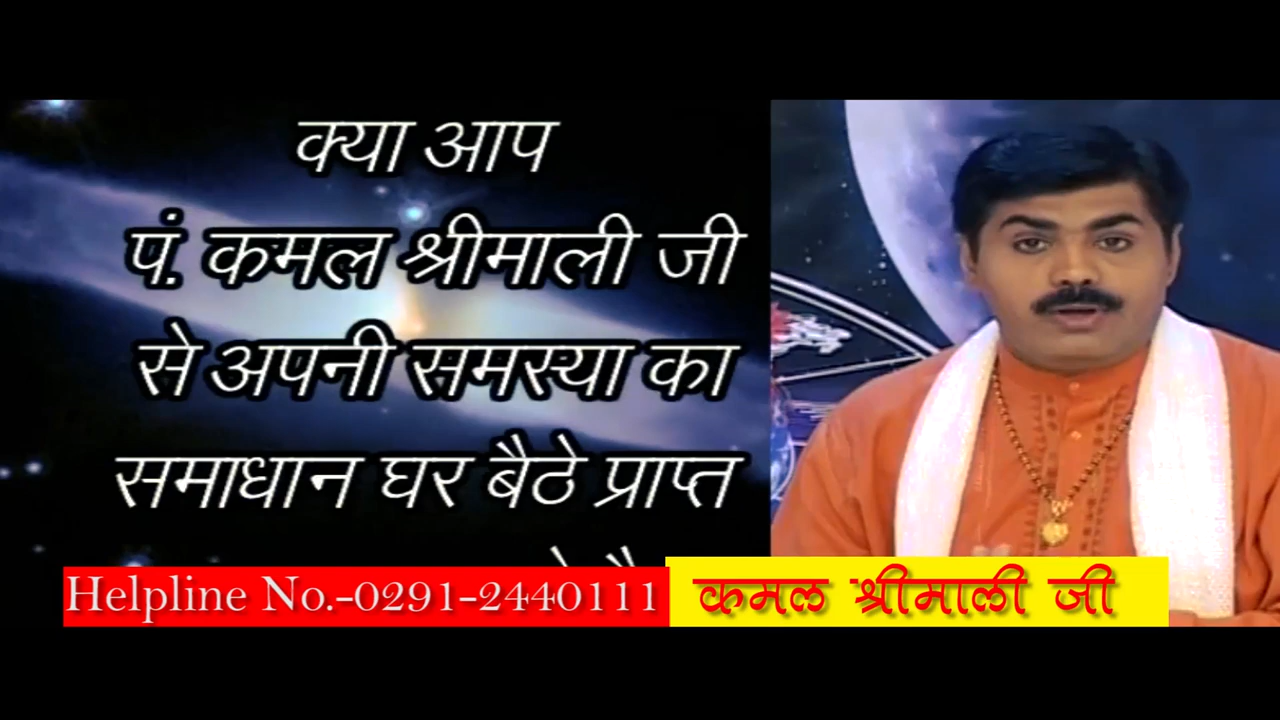 क्या आप
पं. कमल श्रीमाली जी
से अपनी समस्या का
समाधान घर बैठे प्राप्त
Helpline No.-0291-2440111
कमल श्रीमाली जी